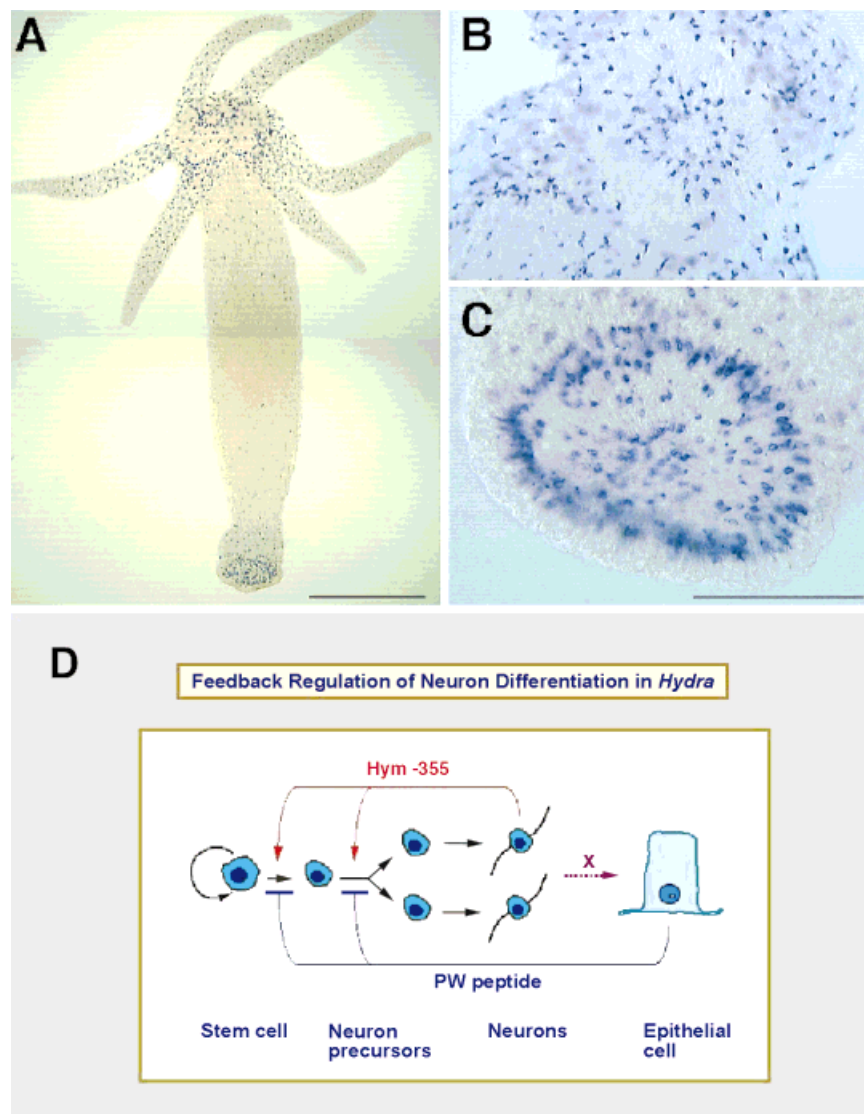 A
B
C
D
Feedback Regulation of Neuron Differentiation in Hydra
Hym -355
X
PW peptide
Stem cell
Neuron
precursors
Neurons
Epithelial
cell